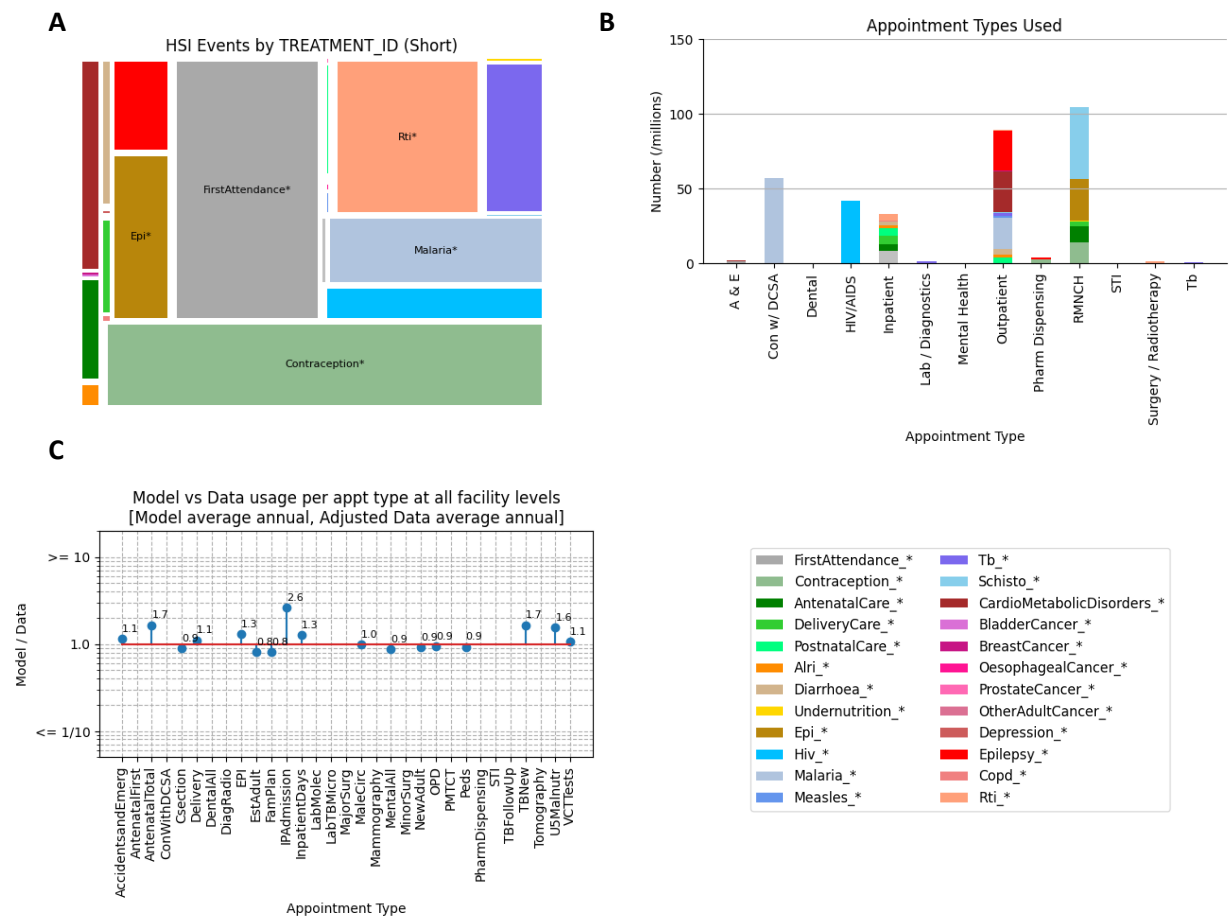 A
HSI Events by TREATMENT_ID (Short)
FirstAttendance*
Rti*
Epi*
Malaria*
Contraception*
B
Appointment Types Used
150
100
50
0
Number (/millions)
A & E
Con w/ DCSA
Dental
HIV/AIDS
Inpatient
Lab / Diagnostics
Mental Health
Outpatient
Pharm Dispensing
RMNCH
STI
Surgery / Radiotherapy
Tb
Appointment Type
C
Model vs Data usage per appt type at all facility levels
[Model average annual, Adjusted Data average annual]
>= 10
1.0
<= 1/10
Model / Data
1.1
1.7
0.9
1.1
1.3
0.8
0.8
2.6
1.3
1.0
0.9
0.9
0.9
0.9
1.7
1.6
1.1
AccidentsandEmerg
AntenatalFirst
AntenatalTotal
ConWithDCSA
Csection
Delivery
DentalAll
DiagRadio
EPI
EstAdult
FamPlan
IPAdmission
InpatientDays
LabMolec
LabTBMicro
MajorSurg
MaleCirc
Mammography
MentalAll
MinorSurg
NewAdult
OPD
PMTCT
Peds
PharmDispensing
STI
TBFollowUp
TBNew
Tomography
U5Malnutr
VCTTests
Appointment Type
FirstAttendance_*
Contraception_*
AntenatalCare_*
DeliveryCare_*
PostnatalCare_*
Alri_*
Diarrhoea_*
Undernutrition_*
Epi_*
Hiv_*
Malaria_*
Measles_*
Tb_*
Schisto_*
CardioMetabolicDisorders_*
BladderCancer_*
BreastCancer_*
OesophagealCancer_*
ProstateCancer_*
OtherAdultCancer_*
Depression_*
Epilepsy_*
Copd_*
Rti_*